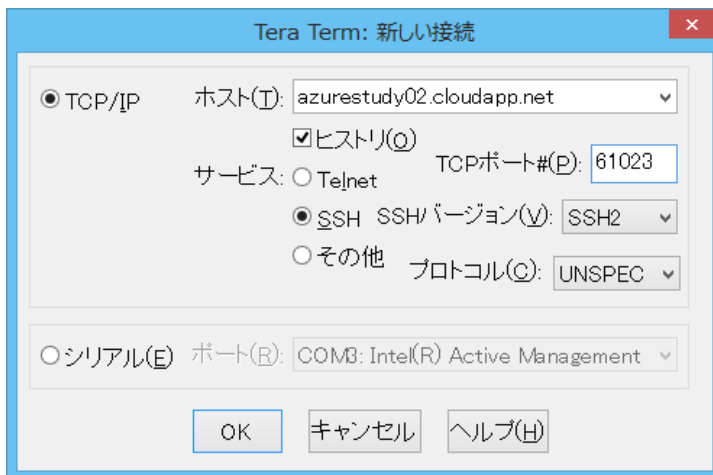 Tera Term: 新しい接続
TCP/IP ホスト(T): azurestudy02.cloudapp.net
ヒストリ(O)
サービス: Telnet TCPポート#(P): 61023
SSH SSHバージョン(V): SSH2
その他 プロトコル(C): UNSPEC
シリアル(E) ポート(R): COM3: Intel(R) Active Management
OK キャンセル ヘルプ(H)